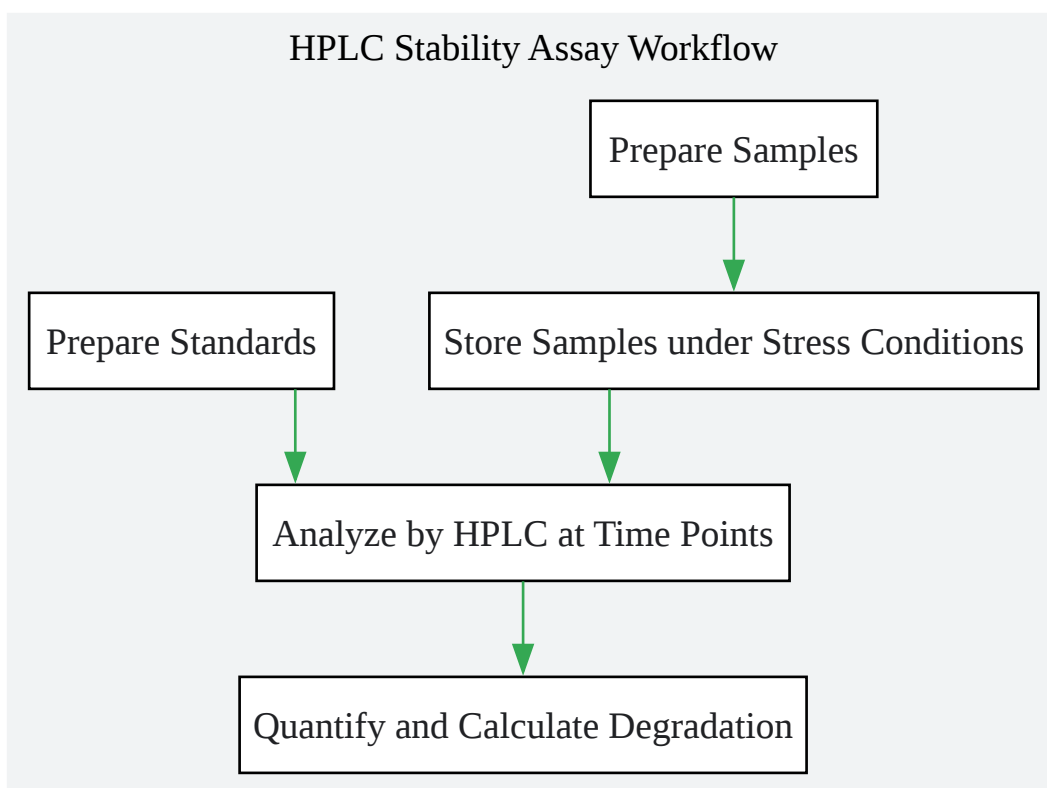 HPLC Stability Assay Workflow
Prepare Samples
Prepare Standards
Store Samples under Stress Conditions
Analyze by HPLC at Time Points
Quantify and Calculate Degradation